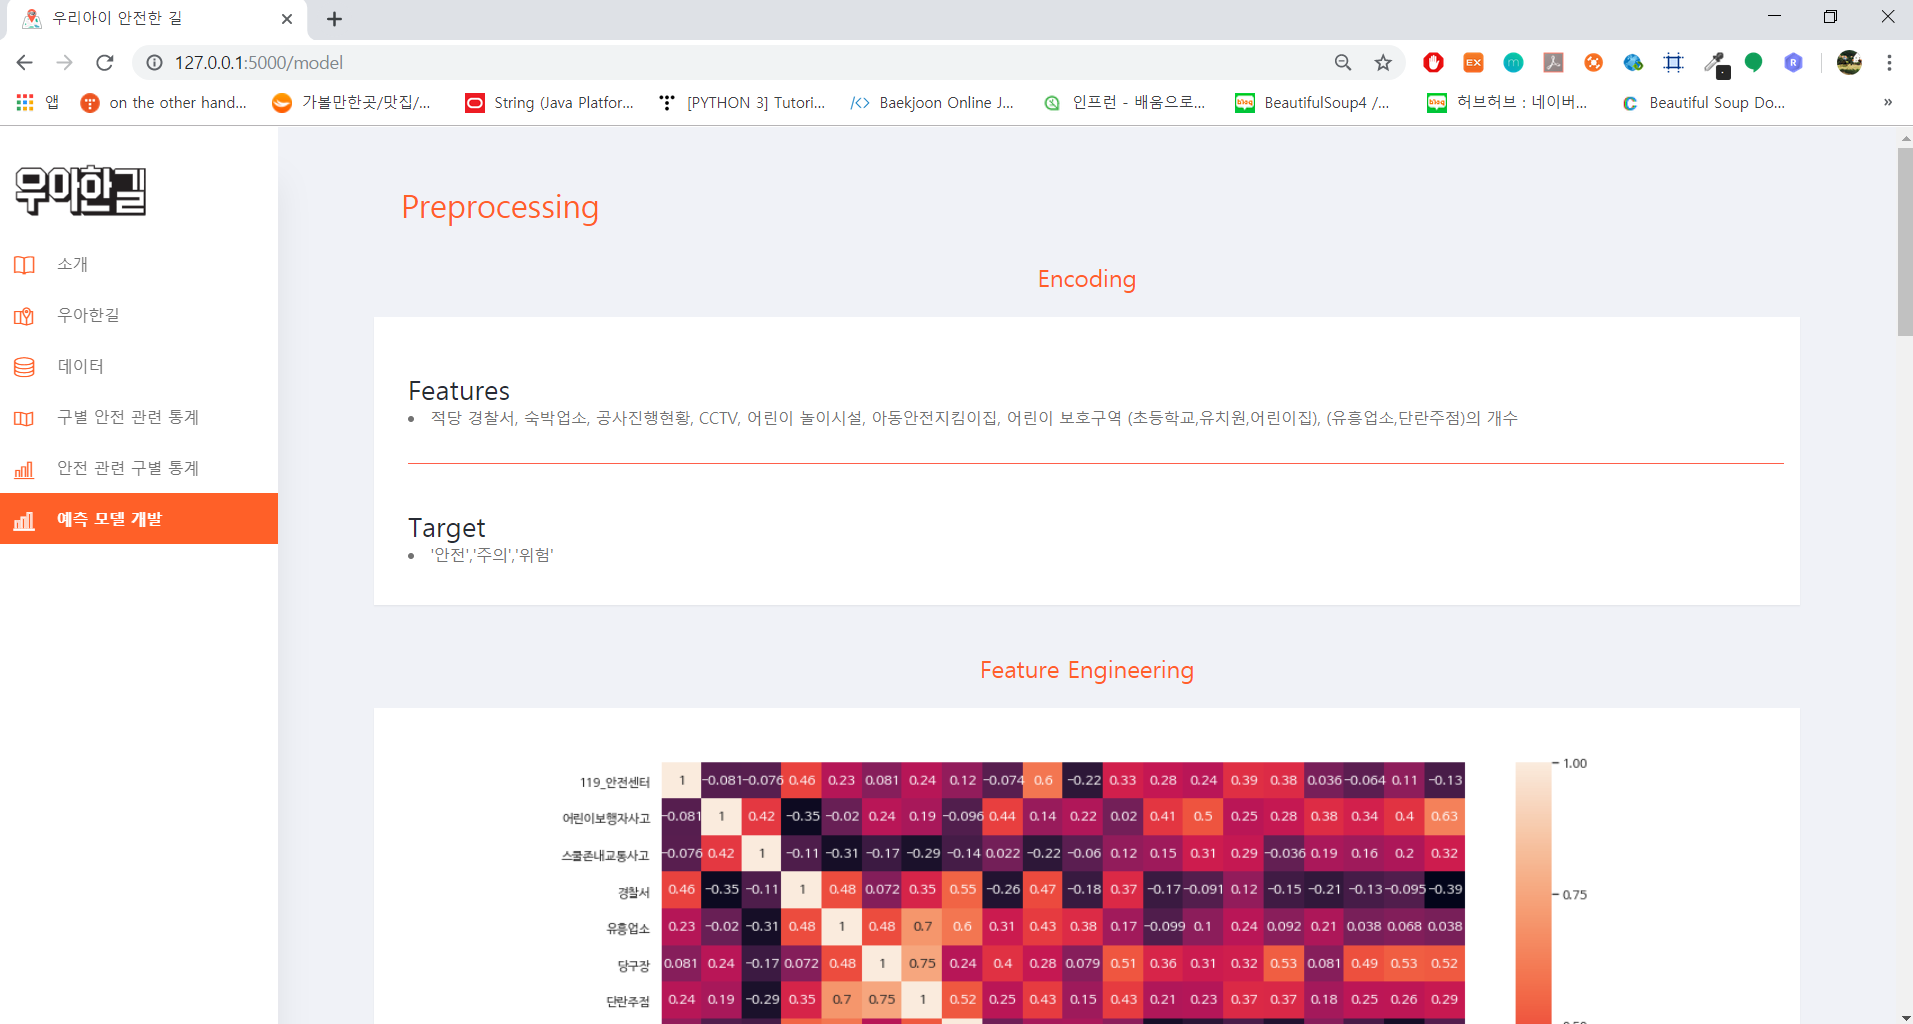 우리아이 안전한 길
127.0.0.1:5000/model
앱
on the other hand...
가볼만한곳/맛집/...
String (Java Platfor...
[PYTHON 3] Tutori...
Baekjoon Online J...
인프런 - 배움으로...
BeautifulSoup4 /...
허브허브 : 네이버...
Beautiful Soup Do...
»
우아한길
소개
우아한길
데이터
구별 안전 관련 통계
안전 관련 구별 통계
예측 모델 개발
Preprocessing
Encoding
Features
적당 경찰서, 숙박업소, 공사진행현황, CCTV, 어린이 놀이시설, 아동안전지킴이집, 어린이 보호구역 (초등학교,유치원,어린이집), (유흥업소,단란주점)의 개수
Target
'안전','주의','위험'
Feature Engineering
119_안전센터 1 −0.081 −0.076 0.46 0.23 0.081 0.24 0.12 −0.074 0.6 −0.22 0.33 0.28 0.24 0.39 0.38 0.036 −0.064 0.11 −0.13
어린이보행자사고 −0.081 1 0.42 −0.35 −0.02 0.24 0.19 −0.096 0.44 0.14 0.22 0.02 0.41 0.5 0.25 0.28 0.38 0.34 0.4 0.63
스쿨존내교통사고 −0.076 0.42 1 −0.11 −0.31 −0.17 −0.29 −0.14 0.022 −0.22 −0.06 0.12 0.15 0.31 0.29 −0.036 0.19 0.16 0.2 0.32
경찰서 0.46 −0.35 −0.11 1 0.48 0.072 0.35 0.55 −0.26 0.47 −0.18 0.37 −0.17 −0.091 0.12 −0.15 −0.21 −0.13 −0.095 −0.39
유흥업소 0.23 −0.02 −0.31 0.48 1 0.48 0.7 0.6 0.31 0.43 0.38 0.17 −0.099 0.1 0.24 0.092 0.21 0.038 0.068 0.038
당구장 0.081 0.24 −0.17 0.072 0.48 1 0.75 0.24 0.4 0.28 0.079 0.51 0.36 0.31 0.32 0.53 0.081 0.49 0.53 0.52
단란주점 0.24 0.19 −0.29 0.35 0.7 0.75 1 0.52 0.25 0.43 0.15 0.43 0.21 0.23 0.37 0.37 0.18 0.25 0.26 0.29
1.00
0.75